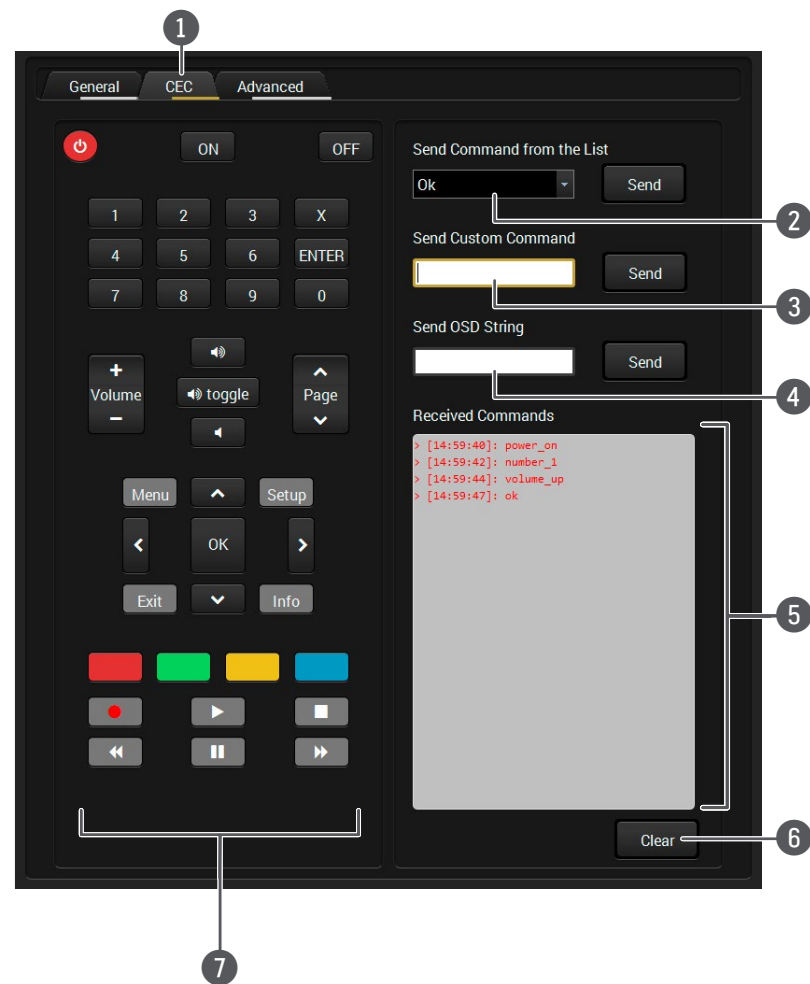 1
General CEC Advanced
ON OFF
1 2 3 X
4 5 6 ENTER
7 8 9 0
+
Volume
−
toggle
Page
Menu Setup
OK
Exit Info
7
Send Command from the List
Ok Send
2
Send Custom Command
Send
3
Send OSD String
Send
4
Received Commands
> [14:59:40]: power_on
> [14:59:42]: number_1
> [14:59:44]: volume_up
> [14:59:47]: ok
5
Clear
6